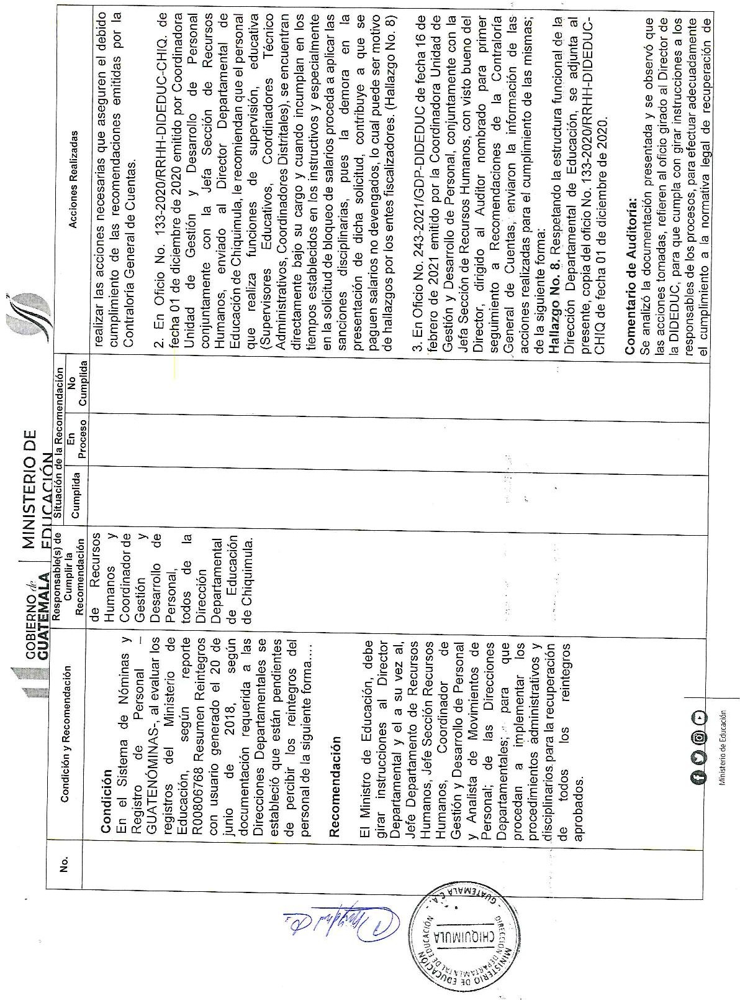 GOBIERNO de
GUATEMALA
MINISTERIO DE
EDUCACIÓN
No.
Condición y Recomendación
Responsable(s) de
Cumplir la
Recomendación
Situación de la Recomendación
Cumplida
En
Proceso
No
Cumplida
Acciones Realizadas
Condición
En el Sistema de Nóminas y
Registro de Personal –
GUATENÓMINAS-, al evaluar los
registros del Ministerio de
Educación, según reporte
R00806768 Resumen Reintegros
con usuario generado el 20 de
junio de 2018, según
documentación requerida a las
Direcciones Departamentales se
estableció que están pendientes
de percibir los reintegros del
personal de la siguiente forma....
Recomendación
El Ministro de Educación, debe
girar instrucciones al Director
Departamental y el a su vez al,
Jefe Departamento de Recursos
Humanos, Jefe Sección Recursos
Humanos, Coordinador de
Gestión y Desarrollo de Personal
y Analista de Movimientos de
Personal; de las Direcciones
Departamentales; para que
procedan a implementar los
procedimientos administrativos y
disciplinarios para la recuperación
de todos los reintegros
aprobados.
de Recursos
Humanos y
Coordinador de
Gestión y
Desarrollo de
Personal,
todos de la
Dirección
Departamental
de Educación
de Chiquimula.
realizar las acciones necesarias que aseguren el debido
cumplimiento de las recomendaciones emitidas por la
Contraloría General de Cuentas.
2. En Oficio No. 133-2020/RRHH-DIDEDUC-CHIQ. de
fecha 01 de diciembre de 2020 emitido por Coordinadora
Unidad de Gestión y Desarrollo de Personal
conjuntamente con la Jefa Sección de Recursos
Humanos, enviado al Director Departamental de
Educación de Chiquimula, le recomiendan que el personal
que realiza funciones de supervisión, educativa
(Supervisores Educativos, Coordinadores Técnico
Administrativos, Coordinadores Distritales), se encuentran
directamente bajo su cargo y cuando incumplan en los
tiempos establecidos en los instructivos y especialmente
en la solicitud de bloqueo de salarios proceda a aplicar las
sanciones disciplinarias, pues la demora en la
presentación de dicha solicitud, contribuye a que se
paguen salarios no devengados, lo cual puede ser motivo
de hallazgos por los entes fiscalizadores. (Hallazgo No. 8)
3. En Oficio No. 243-2021/GDP-DIDEDUC de fecha 16 de
febrero de 2021 emitido por la Coordinadora Unidad de
Gestión y Desarrollo de Personal, conjuntamente con la
Jefa Sección de Recursos Humanos, con visto bueno del
Director, dirigido al Auditor nombrado para primer
seguimiento a Recomendaciones de la Contraloría
General de Cuentas, enviaron la información de las
acciones realizadas para el cumplimiento de las mismas;
de la siguiente forma:
Hallazgo No. 8. Respetando la estructura funcional de la
Dirección Departamental de Educación, se adjunta al
presente, copia del oficio No. 133-2020/RRHH-DIDEDUC-
CHIQ de fecha 01 de diciembre de 2020.
Comentario de Auditoría:
Se analizó la documentación presentada y se observó que
las acciones tomadas, refieren al oficio girado al Director de
la DIDEDUC, para que cumpla con girar instrucciones a los
responsables de los procesos, para efectuar adecuadamente
el cumplimiento a la normativa legal de recuperación de
MINISTERIO DE EDUCACIÓN
DIRECCIÓN DEPARTAMENTAL DE EDUCACIÓN
CHIQUIMULA
- GUATEMALA C.A. -
Ministerio de Educación